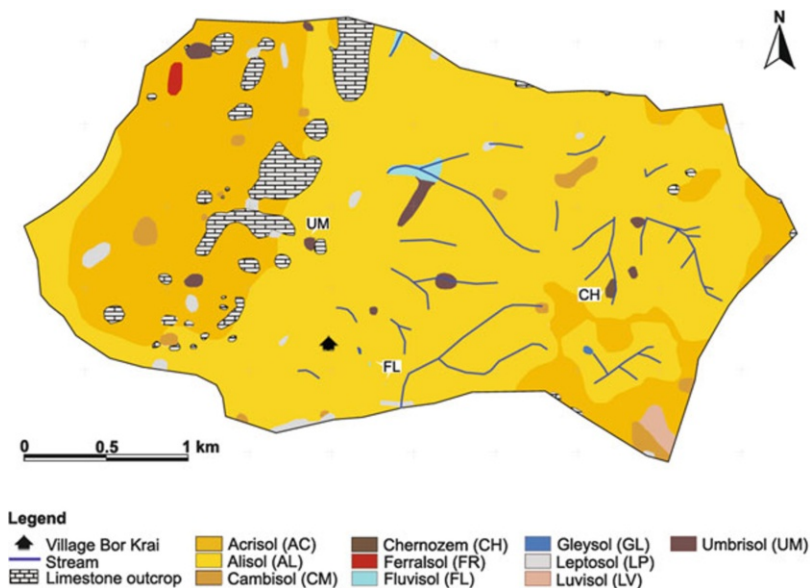 N
UM
CH
FL
0 0.5 1 km
Legend
Village Bor Krai
Stream
Limestone outcrop
Acrisol (AC)
Alisol (AL)
Cambisol (CM)
Chernozem (CH)
Ferralsol (FR)
Fluvisol (FL)
Gleysol (GL)
Leptosol (LP)
Luvisol (LV)
Umbrisol (UM)